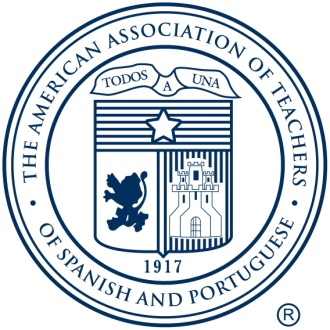 THE AMERICAN ASSOCIATION OF TEACHERS
OF SPANISH AND PORTUGUESE
TODOS A UNA
1917
®